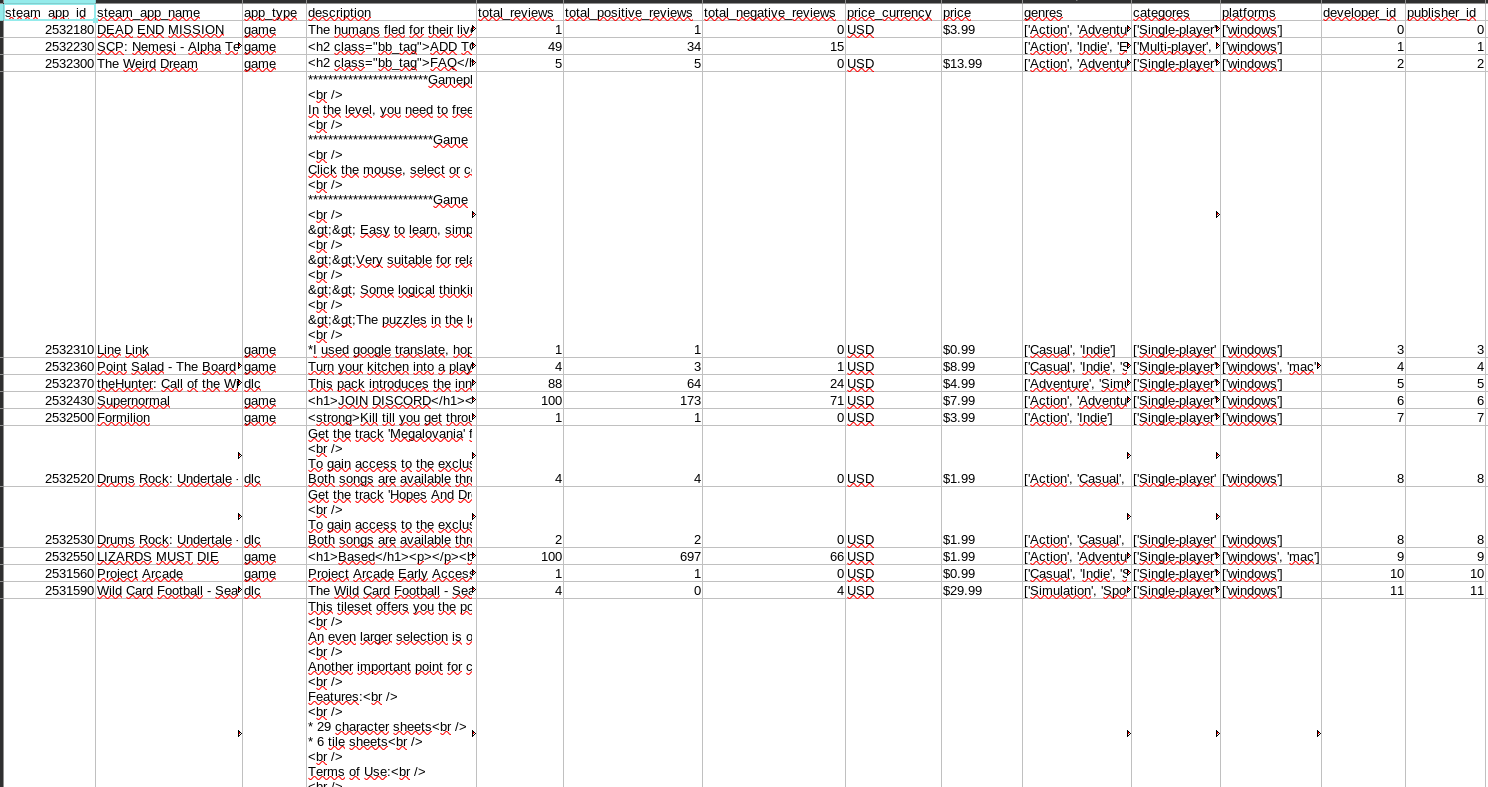 steam_app_id steam_app_name app_type description total_reviews total_positive_reviews total_negative_reviews price_currency price genres categores platforms developer_id publisher_id
2532180 DEAD END MISSION game The humans fled for their live 1 1 0 USD $3.99 ['Action', 'Adventu ['Single-player' ['windows'] 0 0
2532230 SCP: Nemesi - Alpha Te game <h2 class="bb_tag">ADD TO 49 34 15 ['Action', 'Indie', 'E ['Multi-player', ['windows'] 1 1
2532300 The Weird Dream game <h2 class="bb_tag">FAQ</h 5 5 0 USD $13.99 ['Action', 'Adventu ['Single-player' ['windows'] 2 2
************************Gamepl
<br />
In the level, you need to free
<br />
*************************Game
<br />
Click the mouse, select or c
<br />
*************************Game
<br />
&gt;&gt; Easy to learn, simp
<br />
&gt;&gt;Very suitable for rela
<br />
&gt;&gt; Some logical thinkin
<br />
&gt;&gt;The puzzles in the le
<br />
2532310 Line Link game *I used google translate, hop 1 1 0 USD $0.99 ['Casual', 'Indie'] ['Single-player' ['windows'] 3 3
2532360 Point Salad - The Board game Turn your kitchen into a play 4 3 1 USD $8.99 ['Casual', 'Indie', 'S ['Single-player' ['windows', 'mac' 4 4
2532370 theHunter: Call of the W dlc This pack introduces the inn 88 64 24 USD $4.99 ['Adventure', 'Simu ['Single-player' ['windows'] 5 5
2532430 Supernormal game <h1>JOIN DISCORD</h1>< 100 173 71 USD $7.99 ['Action', 'Adventu ['Single-player' ['windows'] 6 6
2532500 Formilion game <strong>Kill till you get throu 1 1 0 USD $3.99 ['Action', 'Indie'] ['Single-player' ['windows'] 7 7
Get the track 'Megalovania' f
<br />
To gain access to the exclus
2532520 Drums Rock: Undertale - dlc Both songs are available thro 4 4 0 USD $1.99 ['Action', 'Casual', ['Single-player' ['windows'] 8 8
Get the track 'Hopes And Dr
<br />
To gain access to the exclus
2532530 Drums Rock: Undertale - dlc Both songs are available thro 2 2 0 USD $1.99 ['Action', 'Casual', ['Single-player' ['windows'] 8 8
2532550 LIZARDS MUST DIE game <h1>Based</h1><p></p><h 100 697 66 USD $1.99 ['Action', 'Adventu ['Single-player' ['windows', 'mac'] 9 9
2531560 Project Arcade game Project Arcade Early Acces 1 1 0 USD $0.99 ['Casual', 'Indie', 'S ['Single-player' ['windows'] 10 10
2531590 Wild Card Football - Sea dlc The Wild Card Football - Sea 4 0 4 USD $29.99 ['Simulation', 'Spo ['Single-player' ['windows'] 11 11
This tileset offers you the po
<br />
An even larger selection is o
<br />
Another important point for c
<br />
Features:<br />
<br />
* 29 character sheets<br />
* 6 tile sheets<br />
<br />
Terms of Use:<br />
<br />